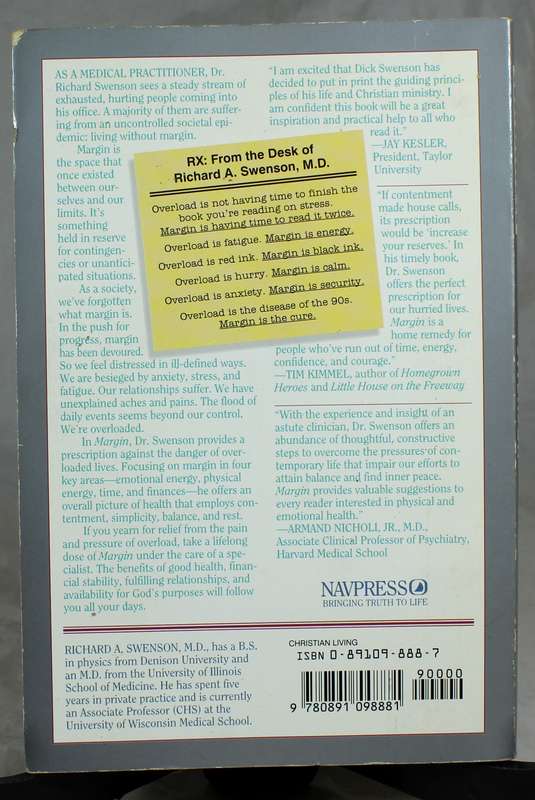 AS A MEDICAL PRACTITIONER, Dr.
Richard Swenson sees a steady stream of
exhausted, hurting people coming into
his office. A majority of them are suffer-
ing from an uncontrolled societal epi-
demic; living without margin.
Margin is
the space that
once existed
between our-
selves and our
limits. It's
something
held in reserve
for contingen-
cies or unantici-
pated situations.
As a society,
we've forgotten
what margin is.
In the push for
progress, margin
has been devoured.
So we feel distressed in ill-defined ways.
We are besieged by anxiety, stress, and
fatigue. Our relationships suffer. We have
unexplained aches and pains. The flood of
daily events seems beyond our control.
We're overloaded.
In Margin, Dr. Swenson provides a
prescription against the danger of over-
loaded lives. Focusing on margin in four
key areas—emotional energy, physical
energy, time, and finances—he offers an
overall picture of health that employs con-
tentment, simplicity, balance, and rest.
If you yearn for relief from the pain
and pressure of overload, take a lifelong
dose of Margin under the care of a spe-
cialist. The benefits of good health, finan-
cial stability, fulfilling relationships, and
availability for God's purposes will follow
you all your days.
RX: From the Desk of
Richard A. Swenson, M.D.
Overload is not having time to finish the
book you're reading on stress.
Margin is having time to read it twice.
Overload is fatigue. Margin is energy.
Overload is red ink. Margin is black ink.
Overload is hurry. Margin is calm.
Overload is anxiety. Margin is security.
Overload is the disease of the 90s.
Margin is the cure.
"I am excited that Dick Swenson has
decided to put in print the guiding princi-
ples of his life and Christian ministry. I
am confident this book will be a great
inspiration and practical help to all who
read it."
—JAY KESLER,
President, Taylor
University
"If contentment
made house calls,
its prescription
would be 'increase
your reserves.' In
his timely book,
Dr. Swenson
offers the perfect
prescription for
our hurried lives.
Margin is a
home remedy for
people who've run out of time, energy,
confidence, and courage."
—TIM KIMMEL, author of Homegrown
Heroes and Little House on the Freeway
"With the experience and insight of an
astute clinician, Dr. Swenson offers an
abundance of thoughtful, constructive
steps to overcome the pressures of con-
temporary life that impair our efforts to
attain balance and find inner peace.
Margin provides valuable suggestions to
every reader interested in physical and
emotional health."
—ARMAND NICHOLI, JR., M.D.,
Associate Clinical Professor of Psychiatry,
Harvard Medical School
NAVPRESS
BRINGING TRUTH TO LIFE
RICHARD A. SWENSON, M.D., has a B.S.
in physics from Denison University and
an M.D. from the University of Illinois
School of Medicine. He has spent five
years in private practice and is currently
an Associate Professor (CHS) at the
University of Wisconsin Medical School.
CHRISTIAN LIVING
ISBN 0-89109-888-7
90000
9 780891 098881